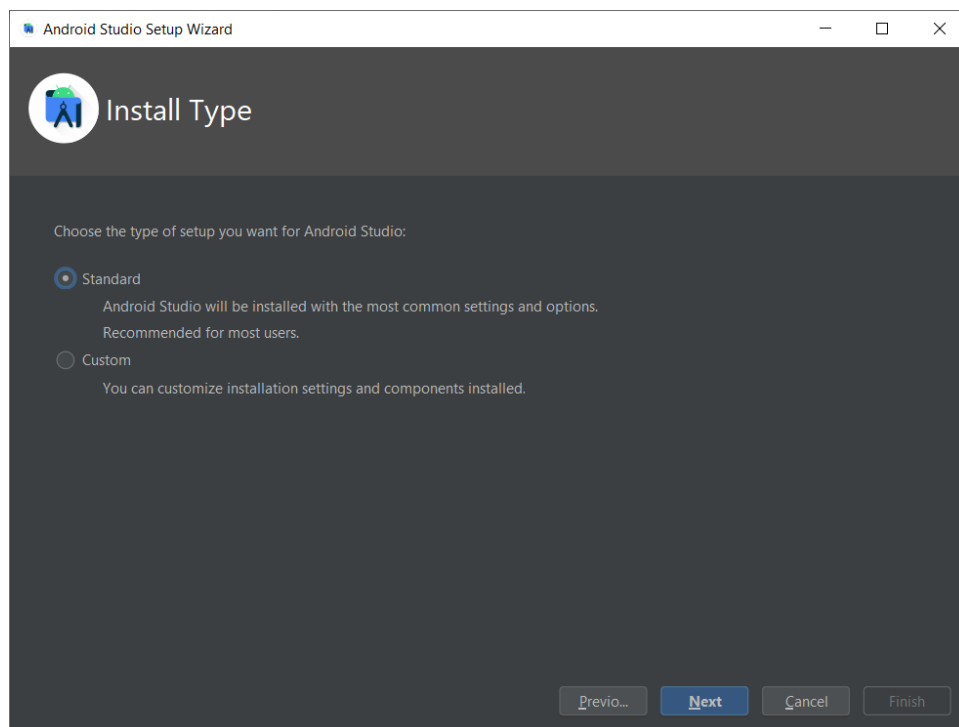 Android Studio Setup Wizard
Install Type
Choose the type of setup you want for Android Studio:
Standard
Android Studio will be installed with the most common settings and options.
Recommended for most users.
Custom
You can customize installation settings and components installed.
Previo... Next Cancel Finish